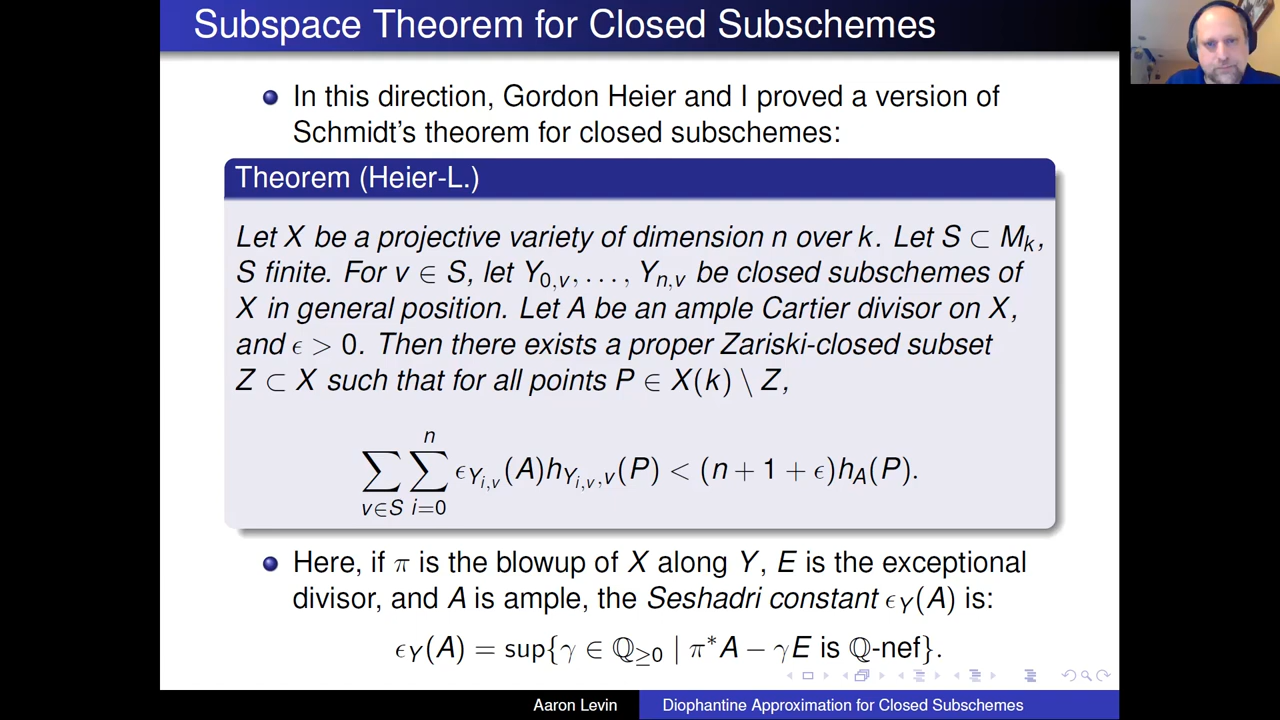 Subspace Theorem for Closed Subschemes
In this direction, Gordon Heier and I proved a version of
Schmidt's theorem for closed subschemes:
Theorem (Heier-L.)
Let X be a projective variety of dimension n over k. Let S ⊂ M_k,
S finite. For v ∈ S, let Y_{0,v}, . . . , Y_{n,v} be closed subschemes of
X in general position. Let A be an ample Cartier divisor on X,
and ϵ > 0. Then there exists a proper Zariski-closed subset
Z ⊂ X such that for all points P ∈ X(k) \ Z,
∑_{v∈S} ∑_{i=0}^{n} ϵ_{Y_{i,v}}(A)h_{Y_{i,v},v}(P) < (n + 1 + ϵ)h_A(P).
Here, if π is the blowup of X along Y, E is the exceptional
divisor, and A is ample, the Seshadri constant ϵ_Y(A) is:
ϵ_Y(A) = sup{γ ∈ ℚ_{≥0} | π*A − γE is ℚ-nef}.
Aaron Levin
Diophantine Approximation for Closed Subschemes